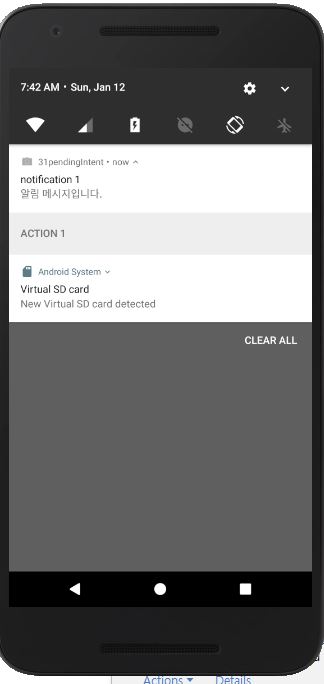 7:42 AM • Sun, Jan 12
31pendingIntent • now
notification 1
알림 메시지입니다.
ACTION 1
Android System
Virtual SD card
New Virtual SD card detected
CLEAR ALL
Actions Details